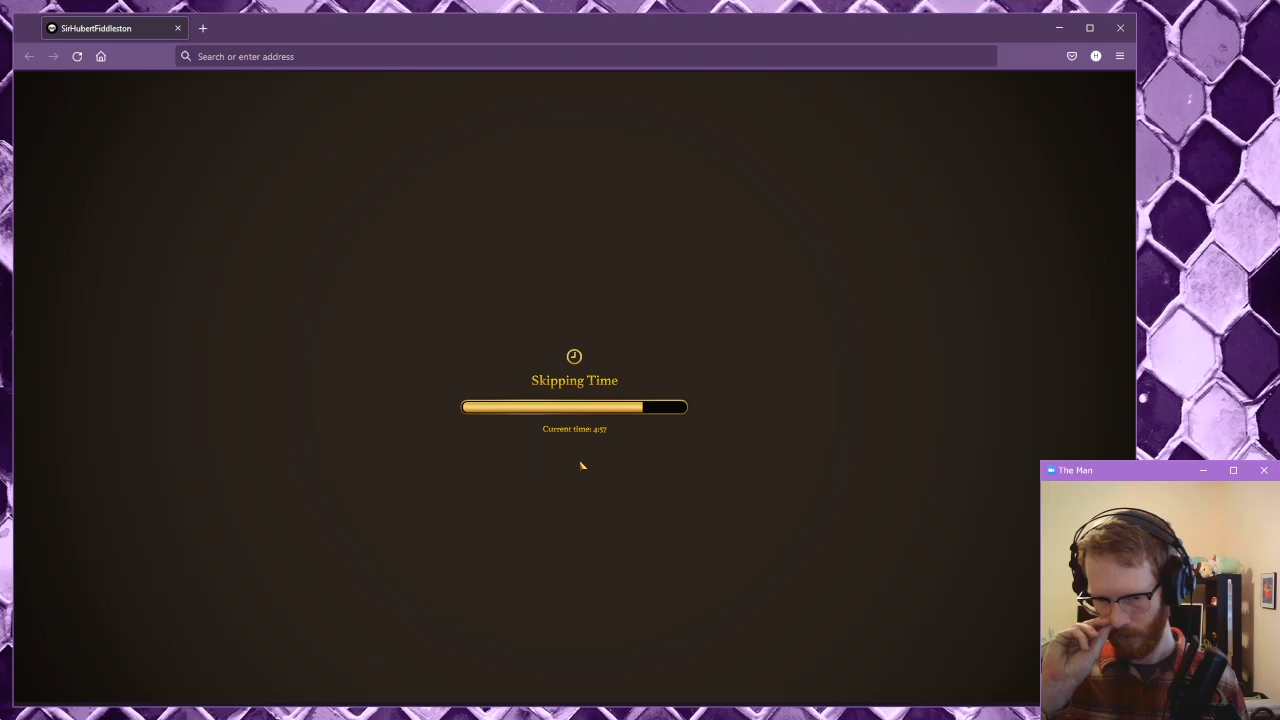 SirHubertFiddleston
Search or enter address
H
Skipping Time
Current time: 4:57
The Man